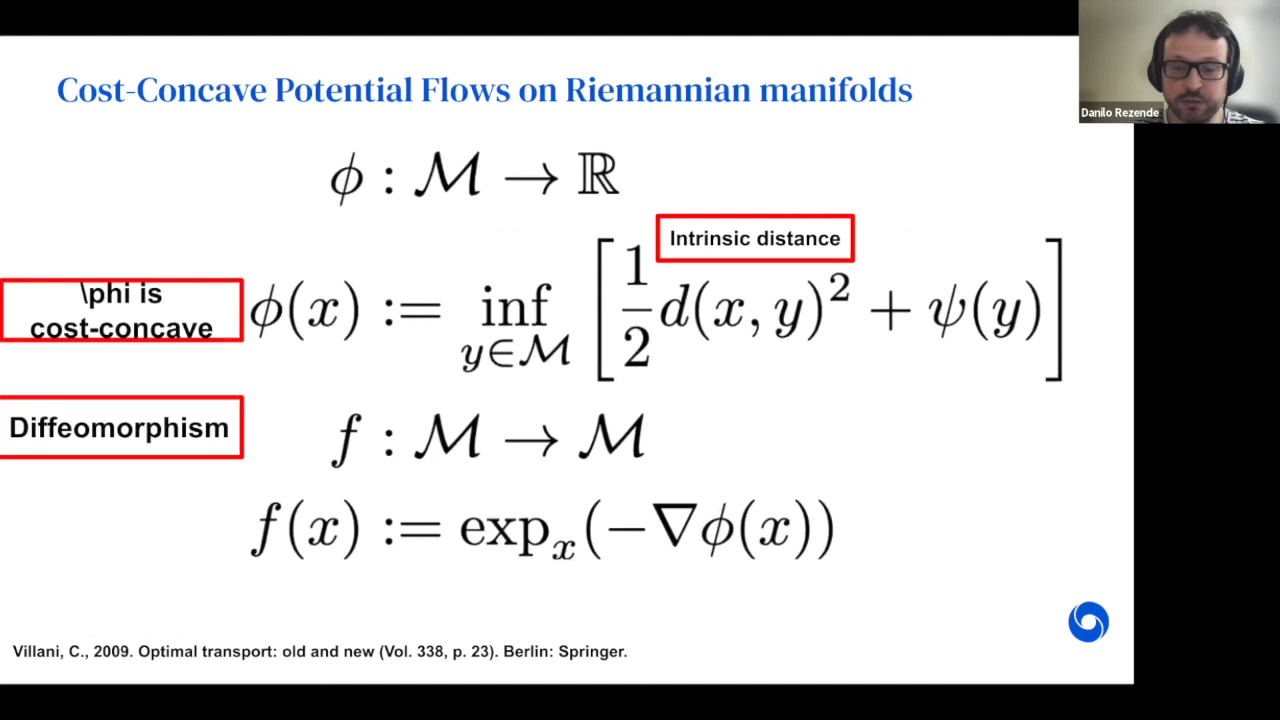 Cost-Concave Potential Flows on Riemannian manifolds
Danilo Rezende
ϕ : ℳ → ℝ
Intrinsic distance
\phi is
cost-concave
ϕ(x) := inf_{y∈ℳ} [ 1/2 d(x, y)² + ψ(y) ]
Diffeomorphism
f : ℳ → ℳ
f(x) := exp_x(−∇ϕ(x))
Villani, C., 2009. Optimal transport: old and new (Vol. 338, p. 23). Berlin: Springer.